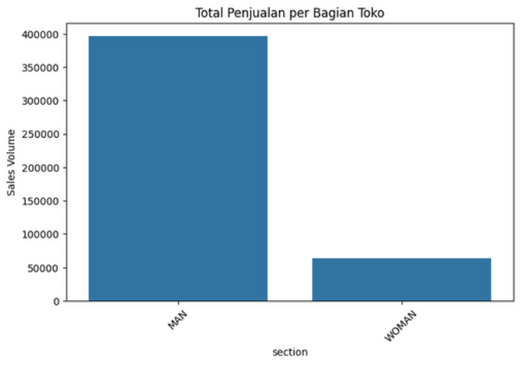 Total Penjualan per Bagian Toko
Sales Volume
400000
350000
300000
250000
200000
150000
100000
50000
0
MAN
WOMAN
section